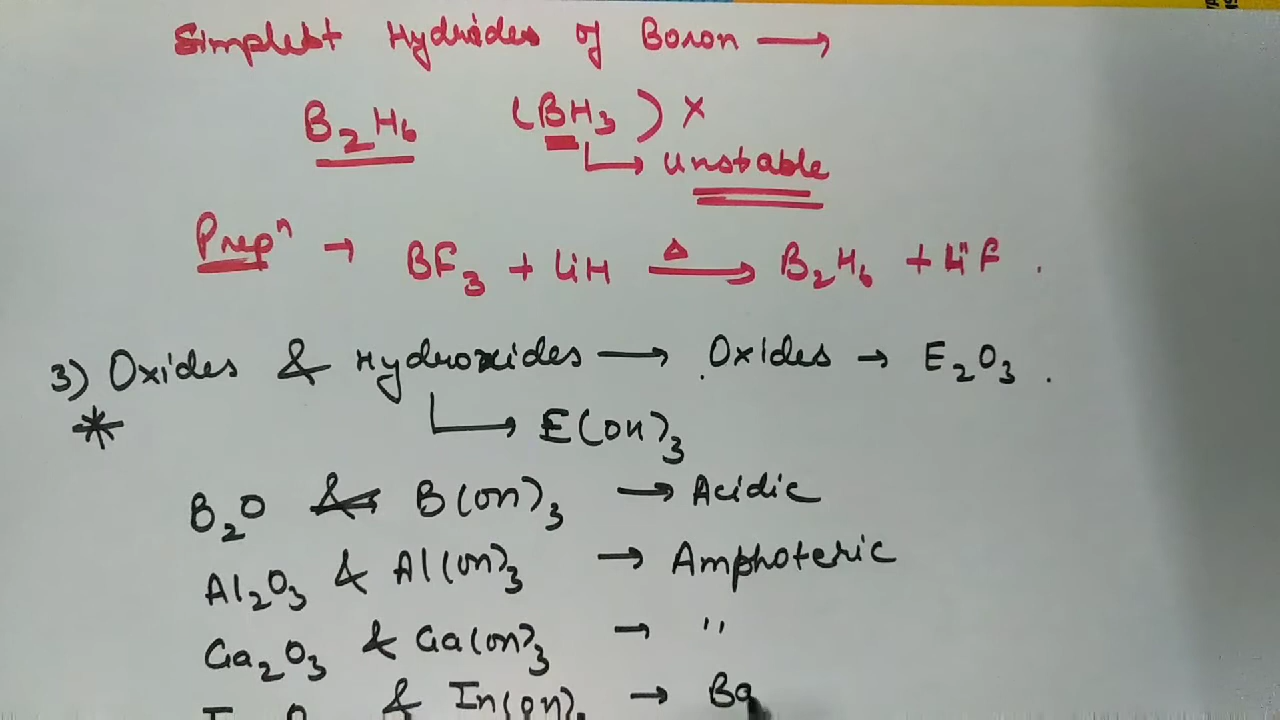 Simplest Hydrides of Boron →
B₂H₆ (BH₃) x
↳ unstable
Prepⁿ → BF₃ + LiH →Δ B₂H₆ + LiF .
3) Oxides & Hydroxides → Oxides → E₂O₃ .
* ↳ E(OH)₃
B₂O & B(OH)₃ → Acidic
Al₂O₃ & Al(OH)₃ → Amphoteric
Ga₂O₃ & Ga(OH)₃ → "
& In(OH) → Ba